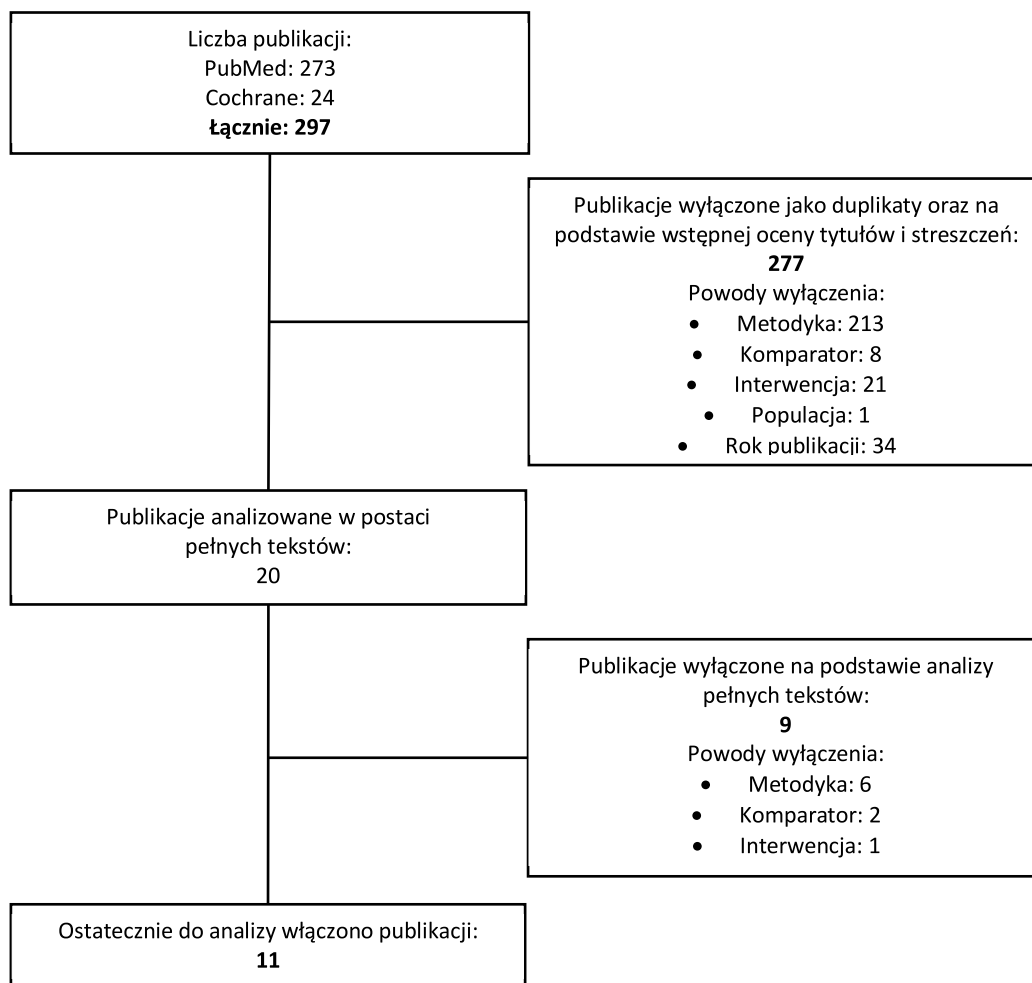 Liczba publikacji:
PubMed: 273
Cochrane: 24
Łącznie: 297
Publikacje wyłączone jako duplikaty oraz na
podstawie wstępnej oceny tytułów i streszczeń:
277
Powody wyłączenia:
• Metodyka: 213
• Komparator: 8
• Interwencja: 21
• Populacja: 1
• Rok publikacji: 34
Publikacje analizowane w postaci
pełnych tekstów:
20
Publikacje wyłączone na podstawie analizy
pełnych tekstów:
9
Powody wyłączenia:
• Metodyka: 6
• Komparator: 2
• Interwencja: 1
Ostatecznie do analizy włączono publikacji:
11